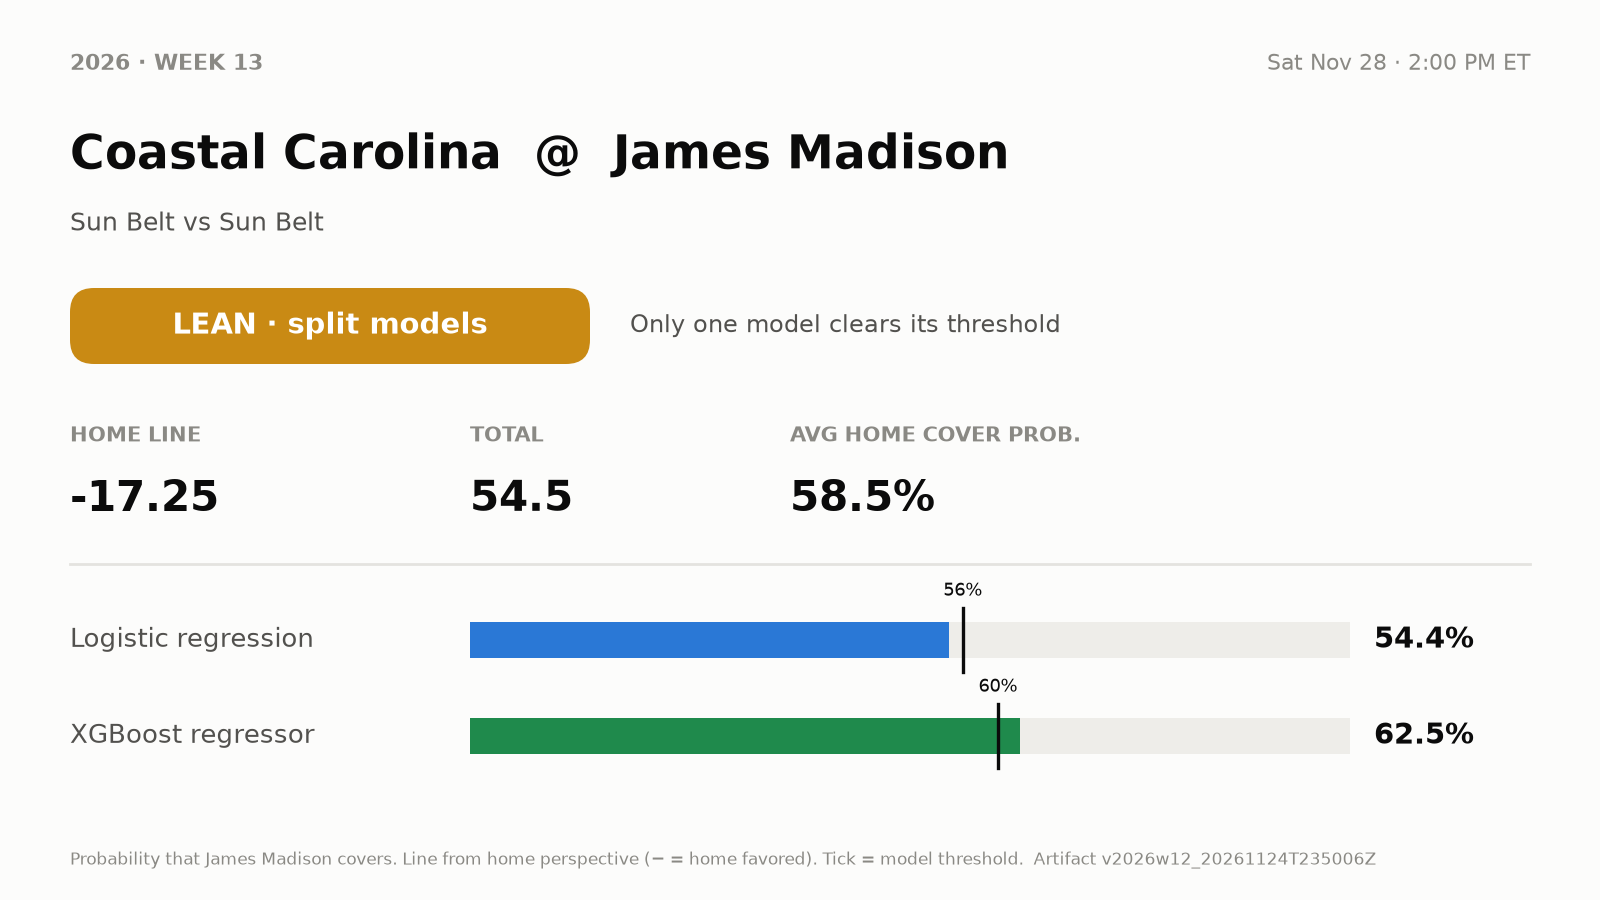 2026 · WEEK 13
Sat Nov 28 · 2:00 PM ET
Coastal Carolina @ James Madison
Sun Belt vs Sun Belt
LEAN · split models
Only one model clears its threshold
HOME LINE
TOTAL
AVG HOME COVER PROB.
-17.25
54.5
58.5%
56%
Logistic regression
54.4%
60%
XGBoost regressor
62.5%
Probability that James Madison covers. Line from home perspective (− = home favored). Tick = model threshold. Artifact v2026w12_20261124T235006Z